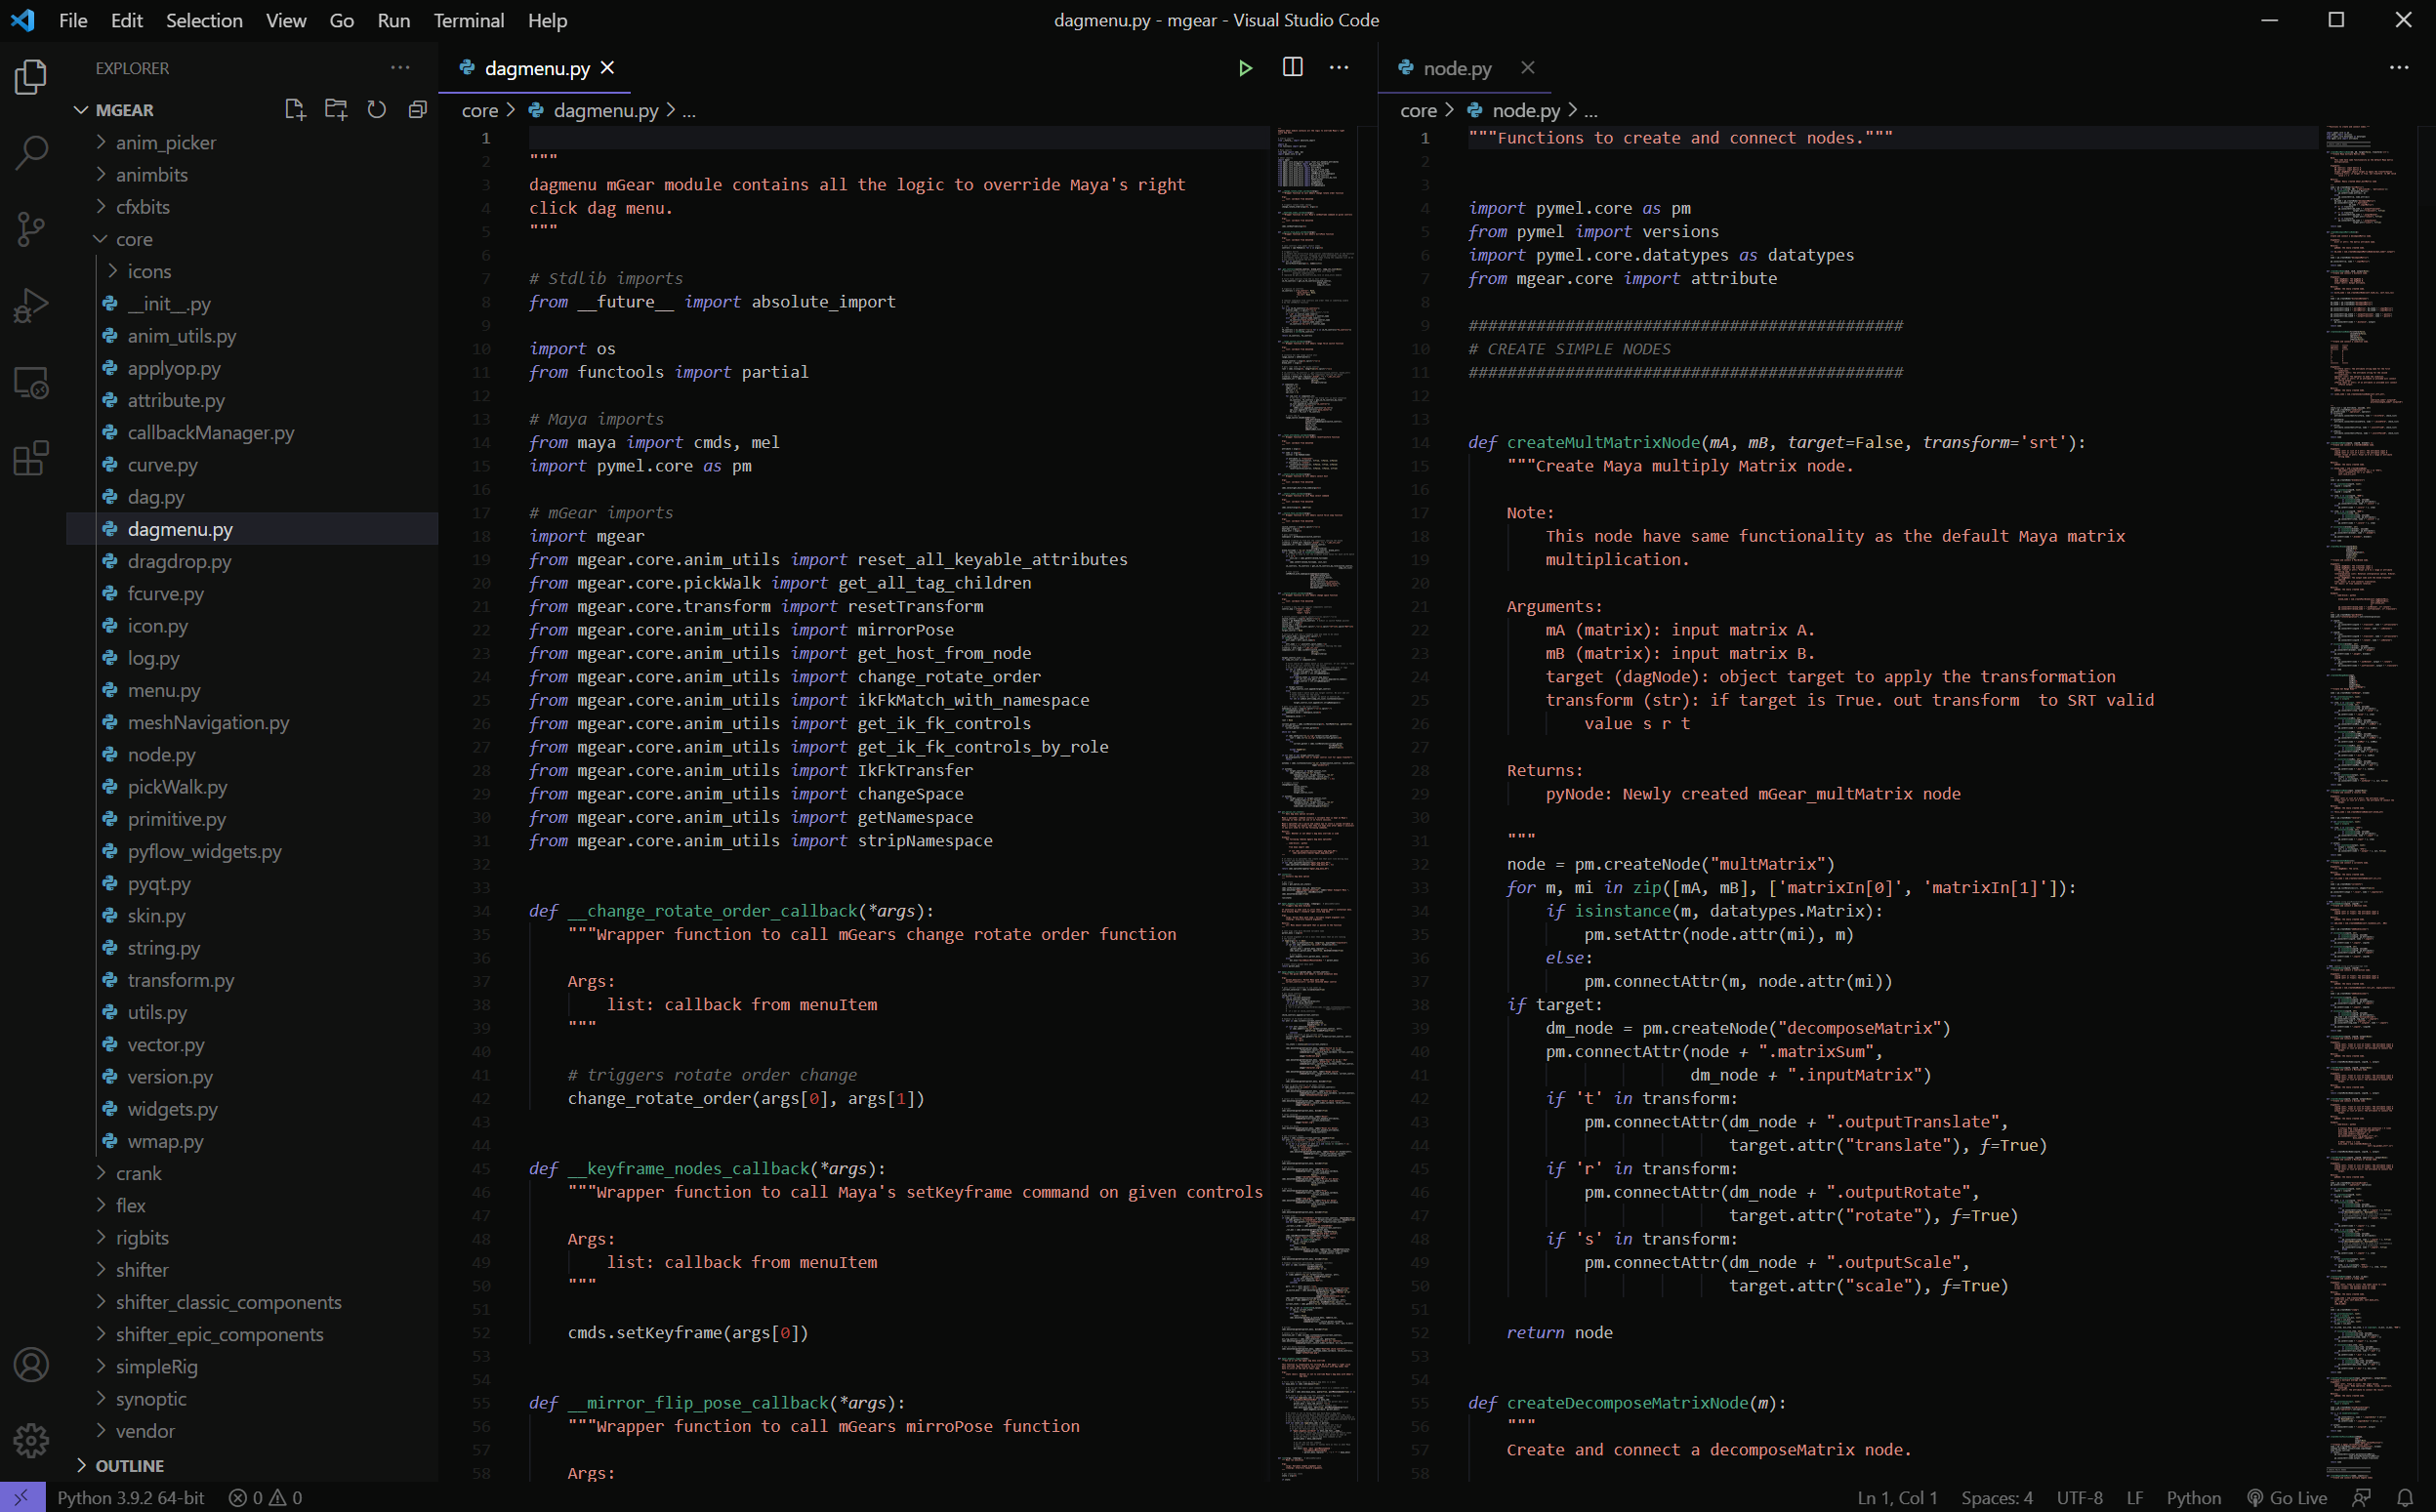 File Edit Selection View Go Run Terminal Help
dagmenu.py - mgear - Visual Studio Code
EXPLORER
MGEAR
anim_picker
animbits
cfxbits
core
icons
__init__.py
anim_utils.py
applyop.py
attribute.py
callbackManager.py
curve.py
dag.py
dagmenu.py
dragdrop.py
fcurve.py
icon.py
log.py
menu.py
meshNavigation.py
node.py
pickWalk.py
primitive.py
pyflow_widgets.py
pyqt.py
skin.py
string.py
transform.py
utils.py
vector.py
version.py
widgets.py
wmap.py
crank
flex
rigbits
shifter
shifter_classic_components
shifter_epic_components
simpleRig
synoptic
vendor
OUTLINE
dagmenu.py
core > dagmenu.py > ...
1
2 """
3 dagmenu mGear module contains all the logic to override Maya's right
4 click dag menu.
5 """
6
7 # Stdlib imports
8 from __future__ import absolute_import
9
10 import os
11 from functools import partial
12
13 # Maya imports
14 from maya import cmds, mel
15 import pymel.core as pm
16
17 # mGear imports
18 import mgear
19 from mgear.core.anim_utils import reset_all_keyable_attributes
20 from mgear.core.pickWalk import get_all_tag_children
21 from mgear.core.transform import resetTransform
22 from mgear.core.anim_utils import mirrorPose
23 from mgear.core.anim_utils import get_host_from_node
24 from mgear.core.anim_utils import change_rotate_order
25 from mgear.core.anim_utils import ikFkMatch_with_namespace
26 from mgear.core.anim_utils import get_ik_fk_controls
27 from mgear.core.anim_utils import get_ik_fk_controls_by_role
28 from mgear.core.anim_utils import IkFkTransfer
29 from mgear.core.anim_utils import changeSpace
30 from mgear.core.anim_utils import getNamespace
31 from mgear.core.anim_utils import stripNamespace
32
33
34 def __change_rotate_order_callback(*args):
35 """Wrapper function to call mGears change rotate order function
36
37 Args:
38 list: callback from menuItem
39 """
40
41 # triggers rotate order change
42 change_rotate_order(args[0], args[1])
43
44
45 def __keyframe_nodes_callback(*args):
46 """Wrapper function to call Maya's setKeyframe command on given controls
47
48 Args:
49 list: callback from menuItem
50 """
51
52 cmds.setKeyframe(args[0])
53
54
55 def __mirror_flip_pose_callback(*args):
56 """Wrapper function to call mGears mirroPose function
57
58 Args:
node.py
core > node.py > ...
1 """Functions to create and connect nodes."""
2
3
4 import pymel.core as pm
5 from pymel import versions
6 import pymel.core.datatypes as datatypes
7 from mgear.core import attribute
8
9 #############################################
10 # CREATE SIMPLE NODES
11 #############################################
12
13
14 def createMultMatrixNode(mA, mB, target=False, transform='srt'):
15 """Create Maya multiply Matrix node.
16
17 Note:
18 This node have same functionality as the default Maya matrix
19 multiplication.
20
21 Arguments:
22 mA (matrix): input matrix A.
23 mB (matrix): input matrix B.
24 target (dagNode): object target to apply the transformation
25 transform (str): if target is True. out transform  to SRT valid
26 value s r t
27
28 Returns:
29 pyNode: Newly created mGear_multMatrix node
30
31 """
32 node = pm.createNode("multMatrix")
33 for m, mi in zip([mA, mB], ['matrixIn[0]', 'matrixIn[1]']):
34 if isinstance(m, datatypes.Matrix):
35 pm.setAttr(node.attr(mi), m)
36 else:
37 pm.connectAttr(m, node.attr(mi))
38 if target:
39 dm_node = pm.createNode("decomposeMatrix")
40 pm.connectAttr(node + ".matrixSum",
41 dm_node + ".inputMatrix")
42 if 't' in transform:
43 pm.connectAttr(dm_node + ".outputTranslate",
44 target.attr("translate"), f=True)
45 if 'r' in transform:
46 pm.connectAttr(dm_node + ".outputRotate",
47 target.attr("rotate"), f=True)
48 if 's' in transform:
49 pm.connectAttr(dm_node + ".outputScale",
50 target.attr("scale"), f=True)
51
52 return node
53
54
55 def createDecomposeMatrixNode(m):
56 """
57 Create and connect a decomposeMatrix node.
58
Python 3.9.2 64-bit 0 0
Ln 1, Col 1 Spaces: 4 UTF-8 LF Python Go Live